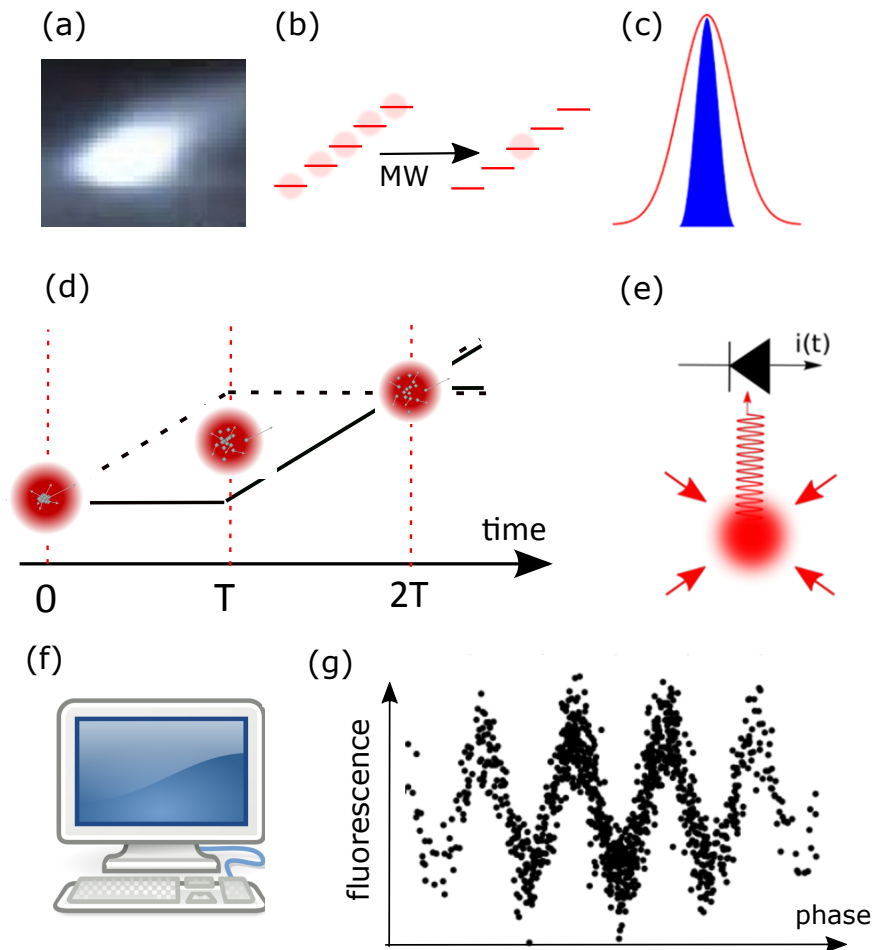 (a)
(b)
(c)
MW
(d)
(e)
i(t)
time
0
T
2T
(f)
(g)
fluorescence
phase